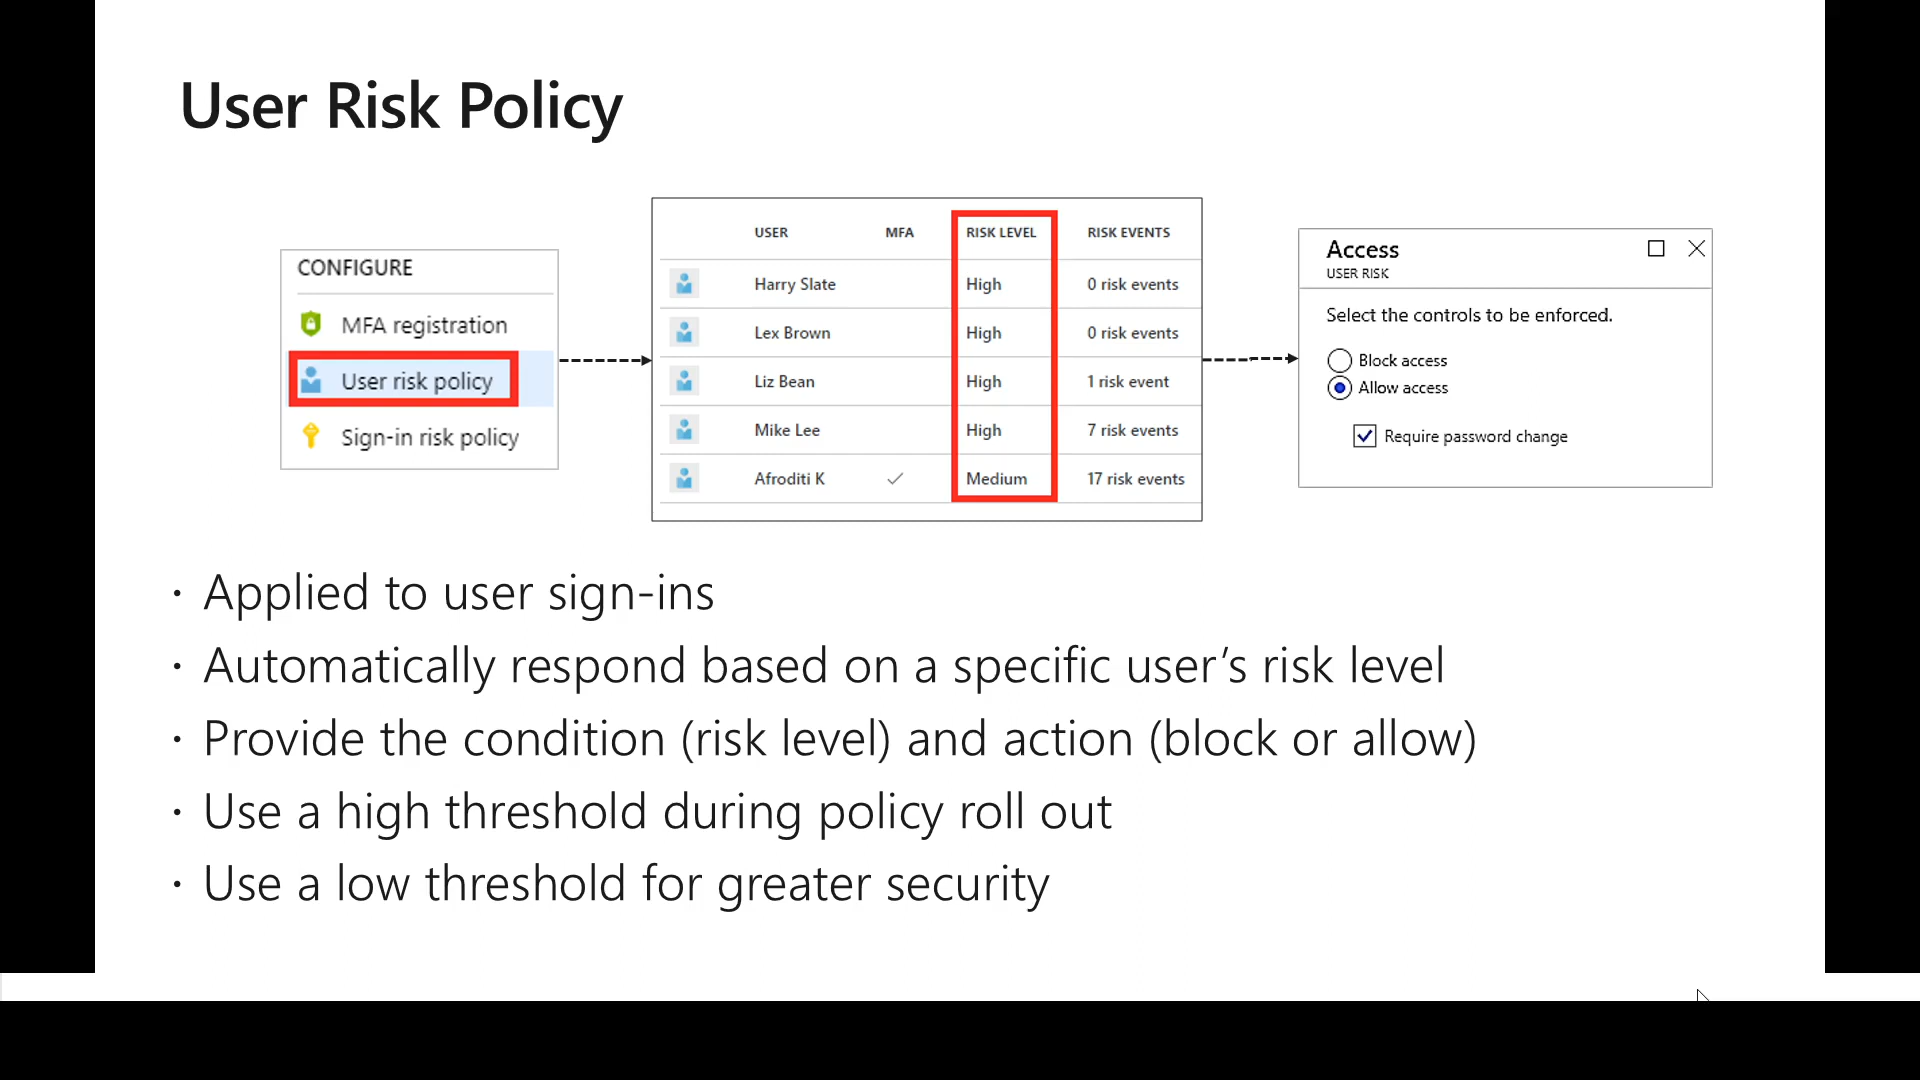 User Risk Policy
CONFIGURE
MFA registration
User risk policy
Sign-in risk policy
USER MFA RISK LEVEL RISK EVENTS
Harry Slate High 0 risk events
Lex Brown High 0 risk events
Liz Bean High 1 risk event
Mike Lee High 7 risk events
Afroditi K Medium 17 risk events
Access
USER RISK
Select the controls to be enforced.
Block access
Allow access
Require password change
· Applied to user sign-ins
· Automatically respond based on a specific user’s risk level
· Provide the condition (risk level) and action (block or allow)
· Use a high threshold during policy roll out
· Use a low threshold for greater security